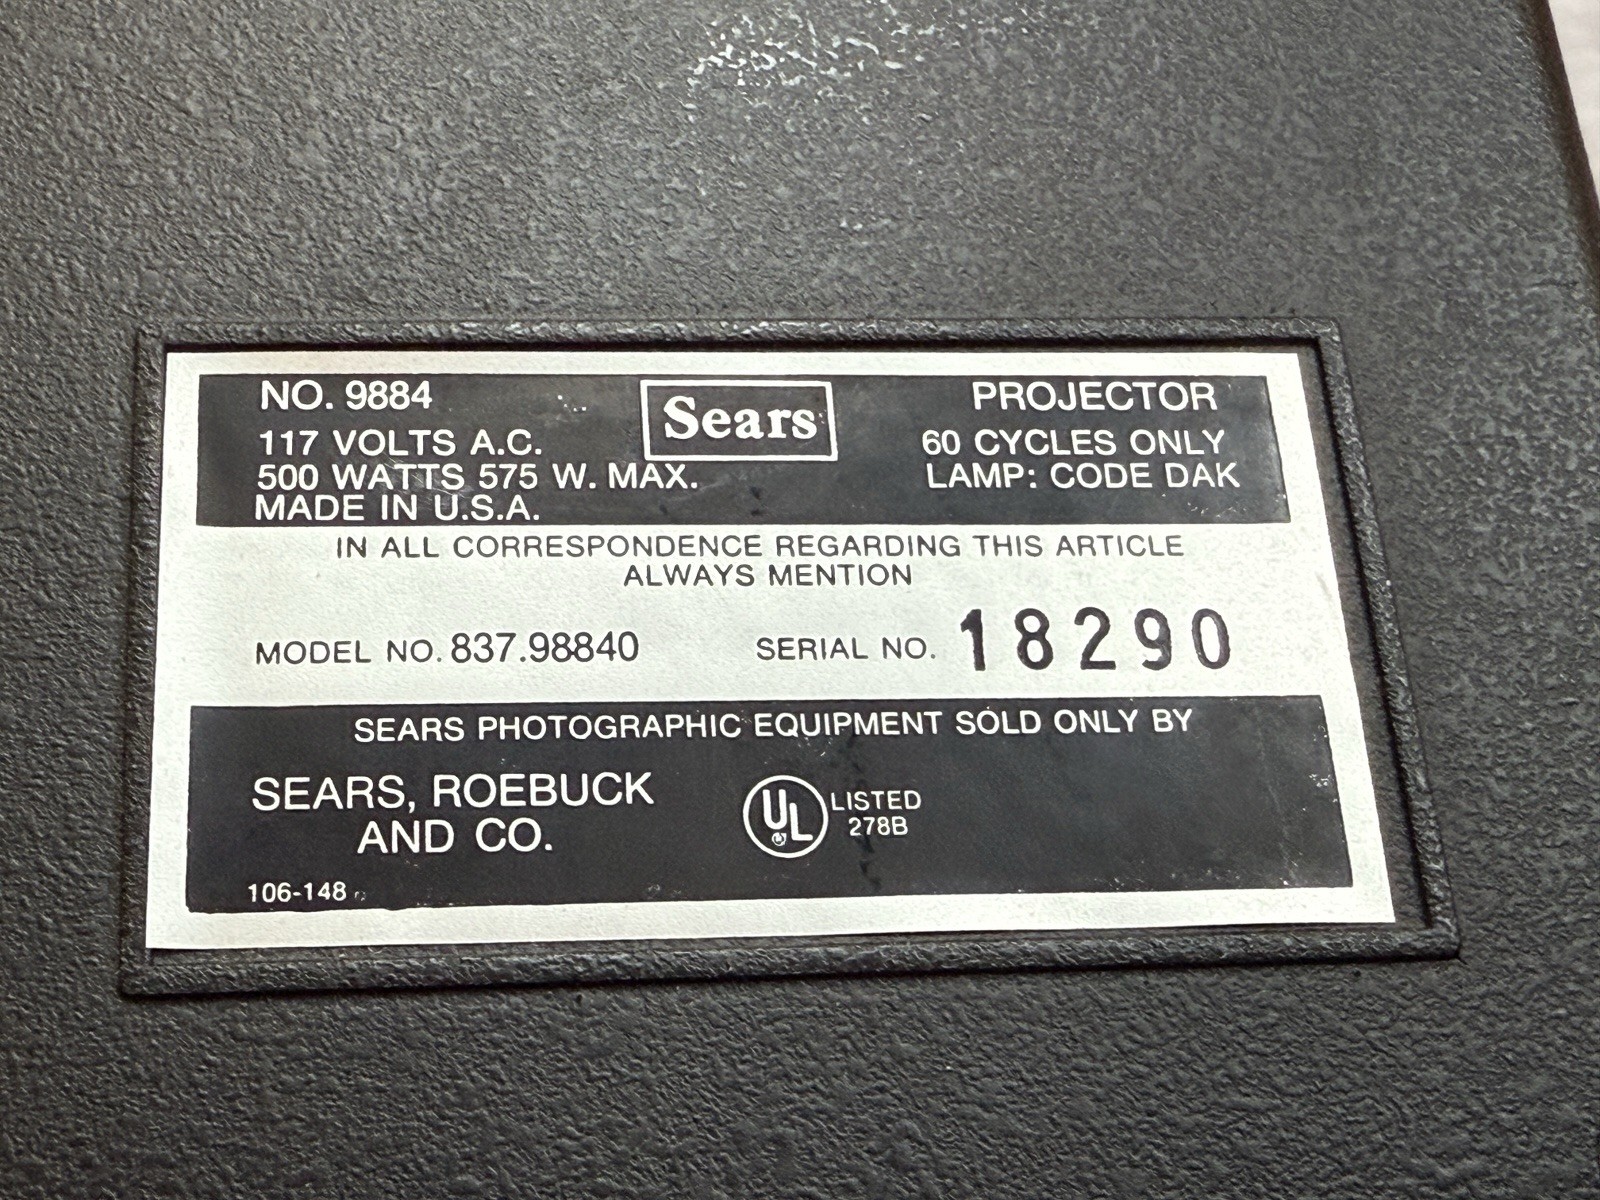 NO. 9884
Sears
PROJECTOR
117 VOLTS A.C.
60 CYCLES ONLY
500 WATTS 575 W. MAX.
LAMP: CODE DAK
MADE IN U.S.A.
IN ALL CORRESPONDENCE REGARDING THIS ARTICLE
ALWAYS MENTION
MODEL NO. 837.98840 SERIAL NO. 18290
SEARS PHOTOGRAPHIC EQUIPMENT SOLD ONLY BY
SEARS, ROEBUCK
AND CO.
UL LISTED
278B
106-148